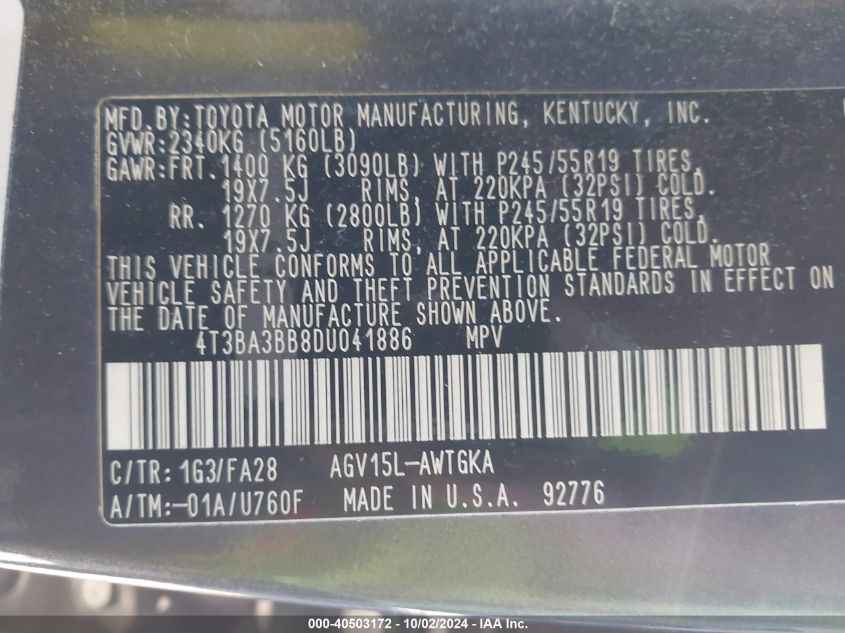 MFD.BY:TOYOTA MOTOR MANUFACTURING, KENTUCKY, INC.
GVWR:2340KG (5160LB)
GAWR:FRT.1400 KG (3090LB) WITH P245/55R19 TIRES,
19X7.5J RIMS, AT 220KPA (32PSI) COLD.
RR. 1270 KG (2800LB) WITH P245/55R19 TIRES,
19X7.5J RIMS, AT 220KPA (32PSI) COLD.
THIS VEHICLE CONFORMS TO ALL APPLICABLE FEDERAL MOTOR
VEHICLE SAFETY AND THEFT PREVENTION STANDARDS IN EFFECT ON
THE DATE OF MANUFACTURE SHOWN ABOVE.
4T3BA3BB8DU041886 MPV
C/TR: 1G3/FA28 AGV15L-AWTGKA
A/TM:-01A/U760F MADE IN U.S.A. 92776
000-40503172 - 10/02/2024 - IAA Inc.